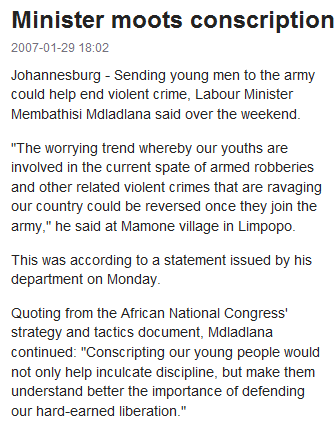 Minister moots conscription
2007-01-29 18:02
Johannesburg - Sending young men to the army
could help end violent crime, Labour Minister
Membathisi Mdladlana said over the weekend.
"The worrying trend whereby our youths are
involved in the current spate of armed robberies
and other related violent crimes that are ravaging
our country could be reversed once they join the
army," he said at Mamone village in Limpopo.
This was according to a statement issued by his
department on Monday.
Quoting from the African National Congress'
strategy and tactics document, Mdladlana
continued: "Conscripting our young people would
not only help inculcate discipline, but make them
understand better the importance of defending
our hard-earned liberation."